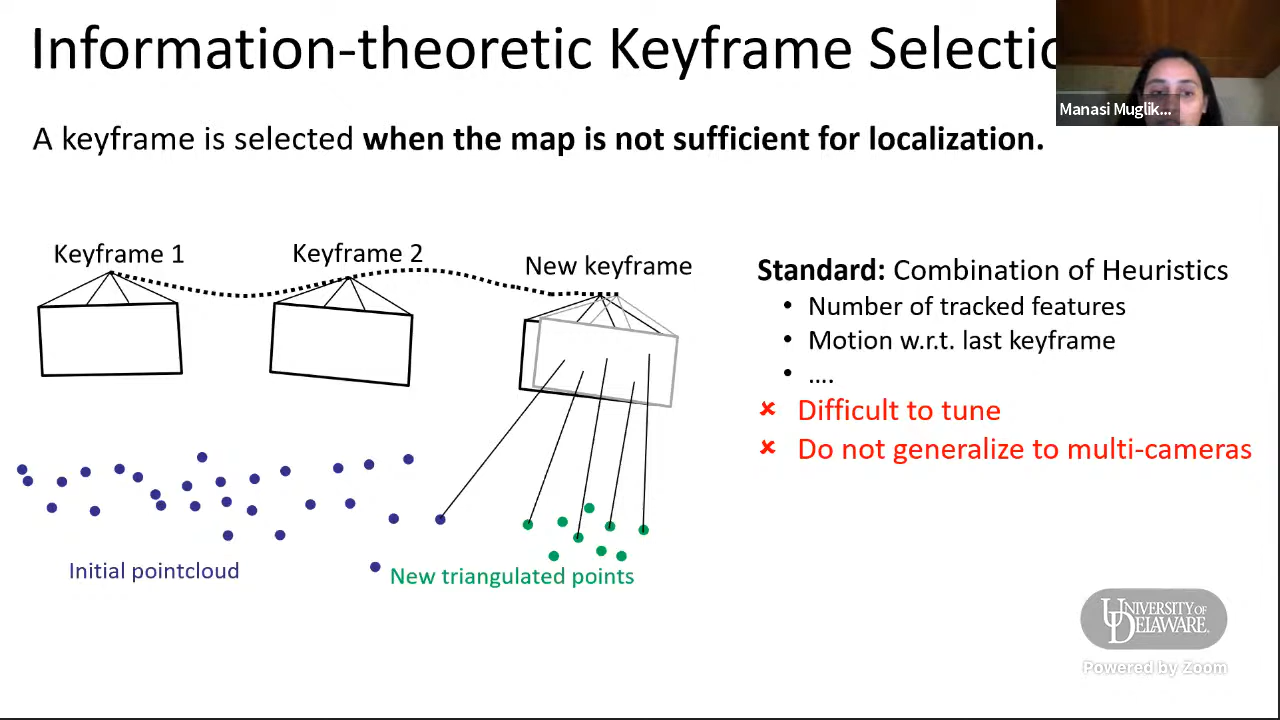 Information-theoretic Keyframe Selectio
Manasi Muglik...
A keyframe is selected when the map is not sufficient for localization.
Keyframe 1
Keyframe 2
New keyframe
Standard: Combination of Heuristics
• Number of tracked features
• Motion w.r.t. last keyframe
• ....
× Difficult to tune
× Do not generalize to multi-cameras
Initial pointcloud
New triangulated points
UNIVERSITY OF
DELAWARE.
Powered by Zoom